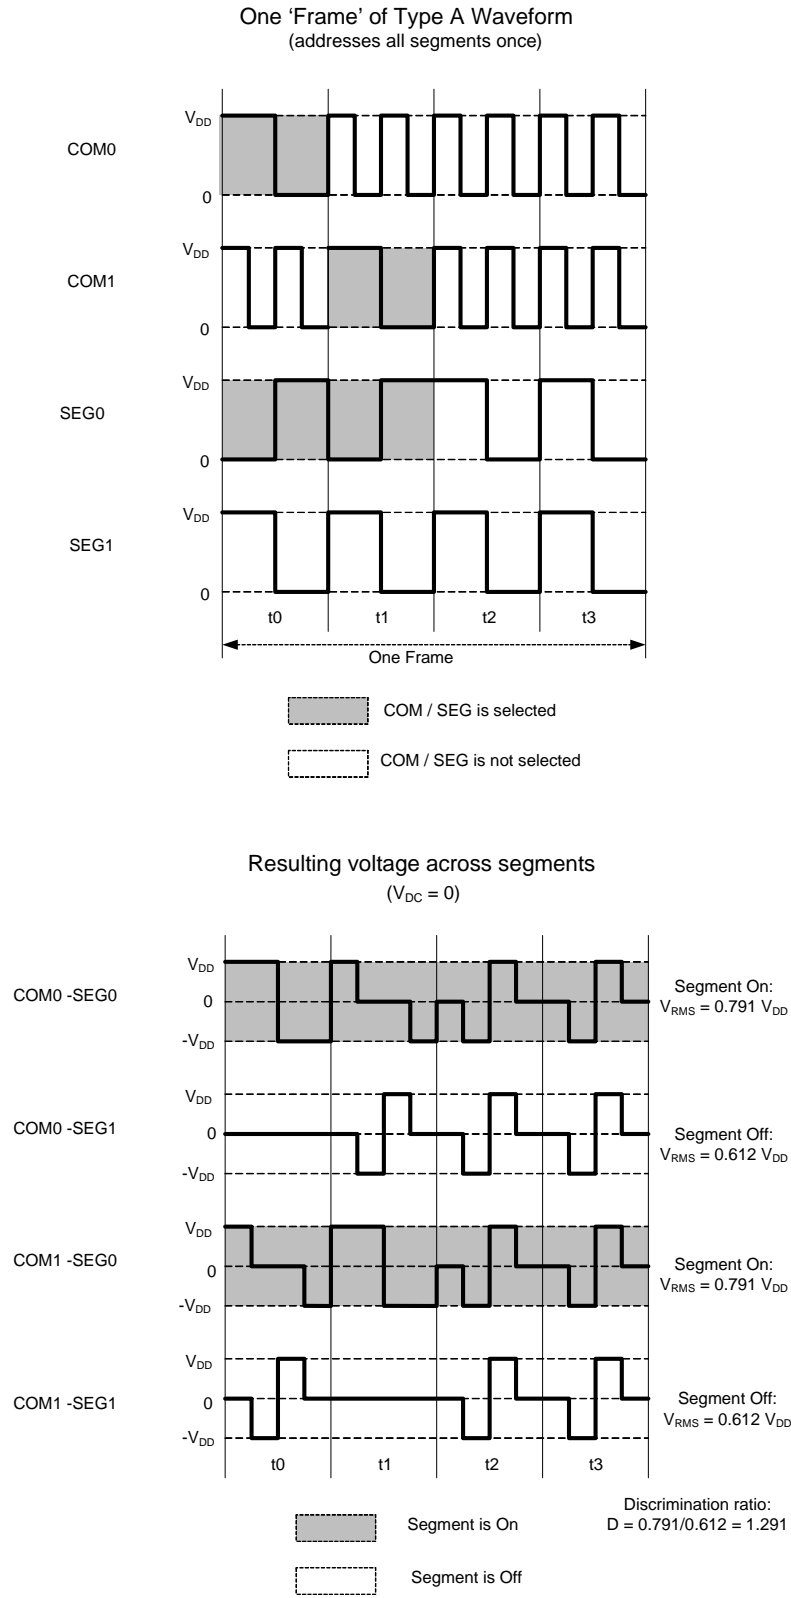 One ‘Frame’ of Type A Waveform
(addresses all segments once)
VDD
COM0
0
VDD
COM1
0
VDD
SEG0
0
VDD
SEG1
0
t0 t1 t2 t3
One Frame
COM / SEG is selected
COM / SEG is not selected
Resulting voltage across segments
(VDC = 0)
VDD
COM0 -SEG0
0
-VDD
Segment On:
VRMS = 0.791 VDD
VDD
COM0 -SEG1
0
-VDD
Segment Off:
VRMS = 0.612 VDD
VDD
COM1 -SEG0
0
-VDD
Segment On:
VRMS = 0.791 VDD
VDD
COM1 -SEG1
0
-VDD
Segment Off:
VRMS = 0.612 VDD
t0 t1 t2 t3
Segment is On
Discrimination ratio:
D = 0.791/0.612 = 1.291
Segment is Off